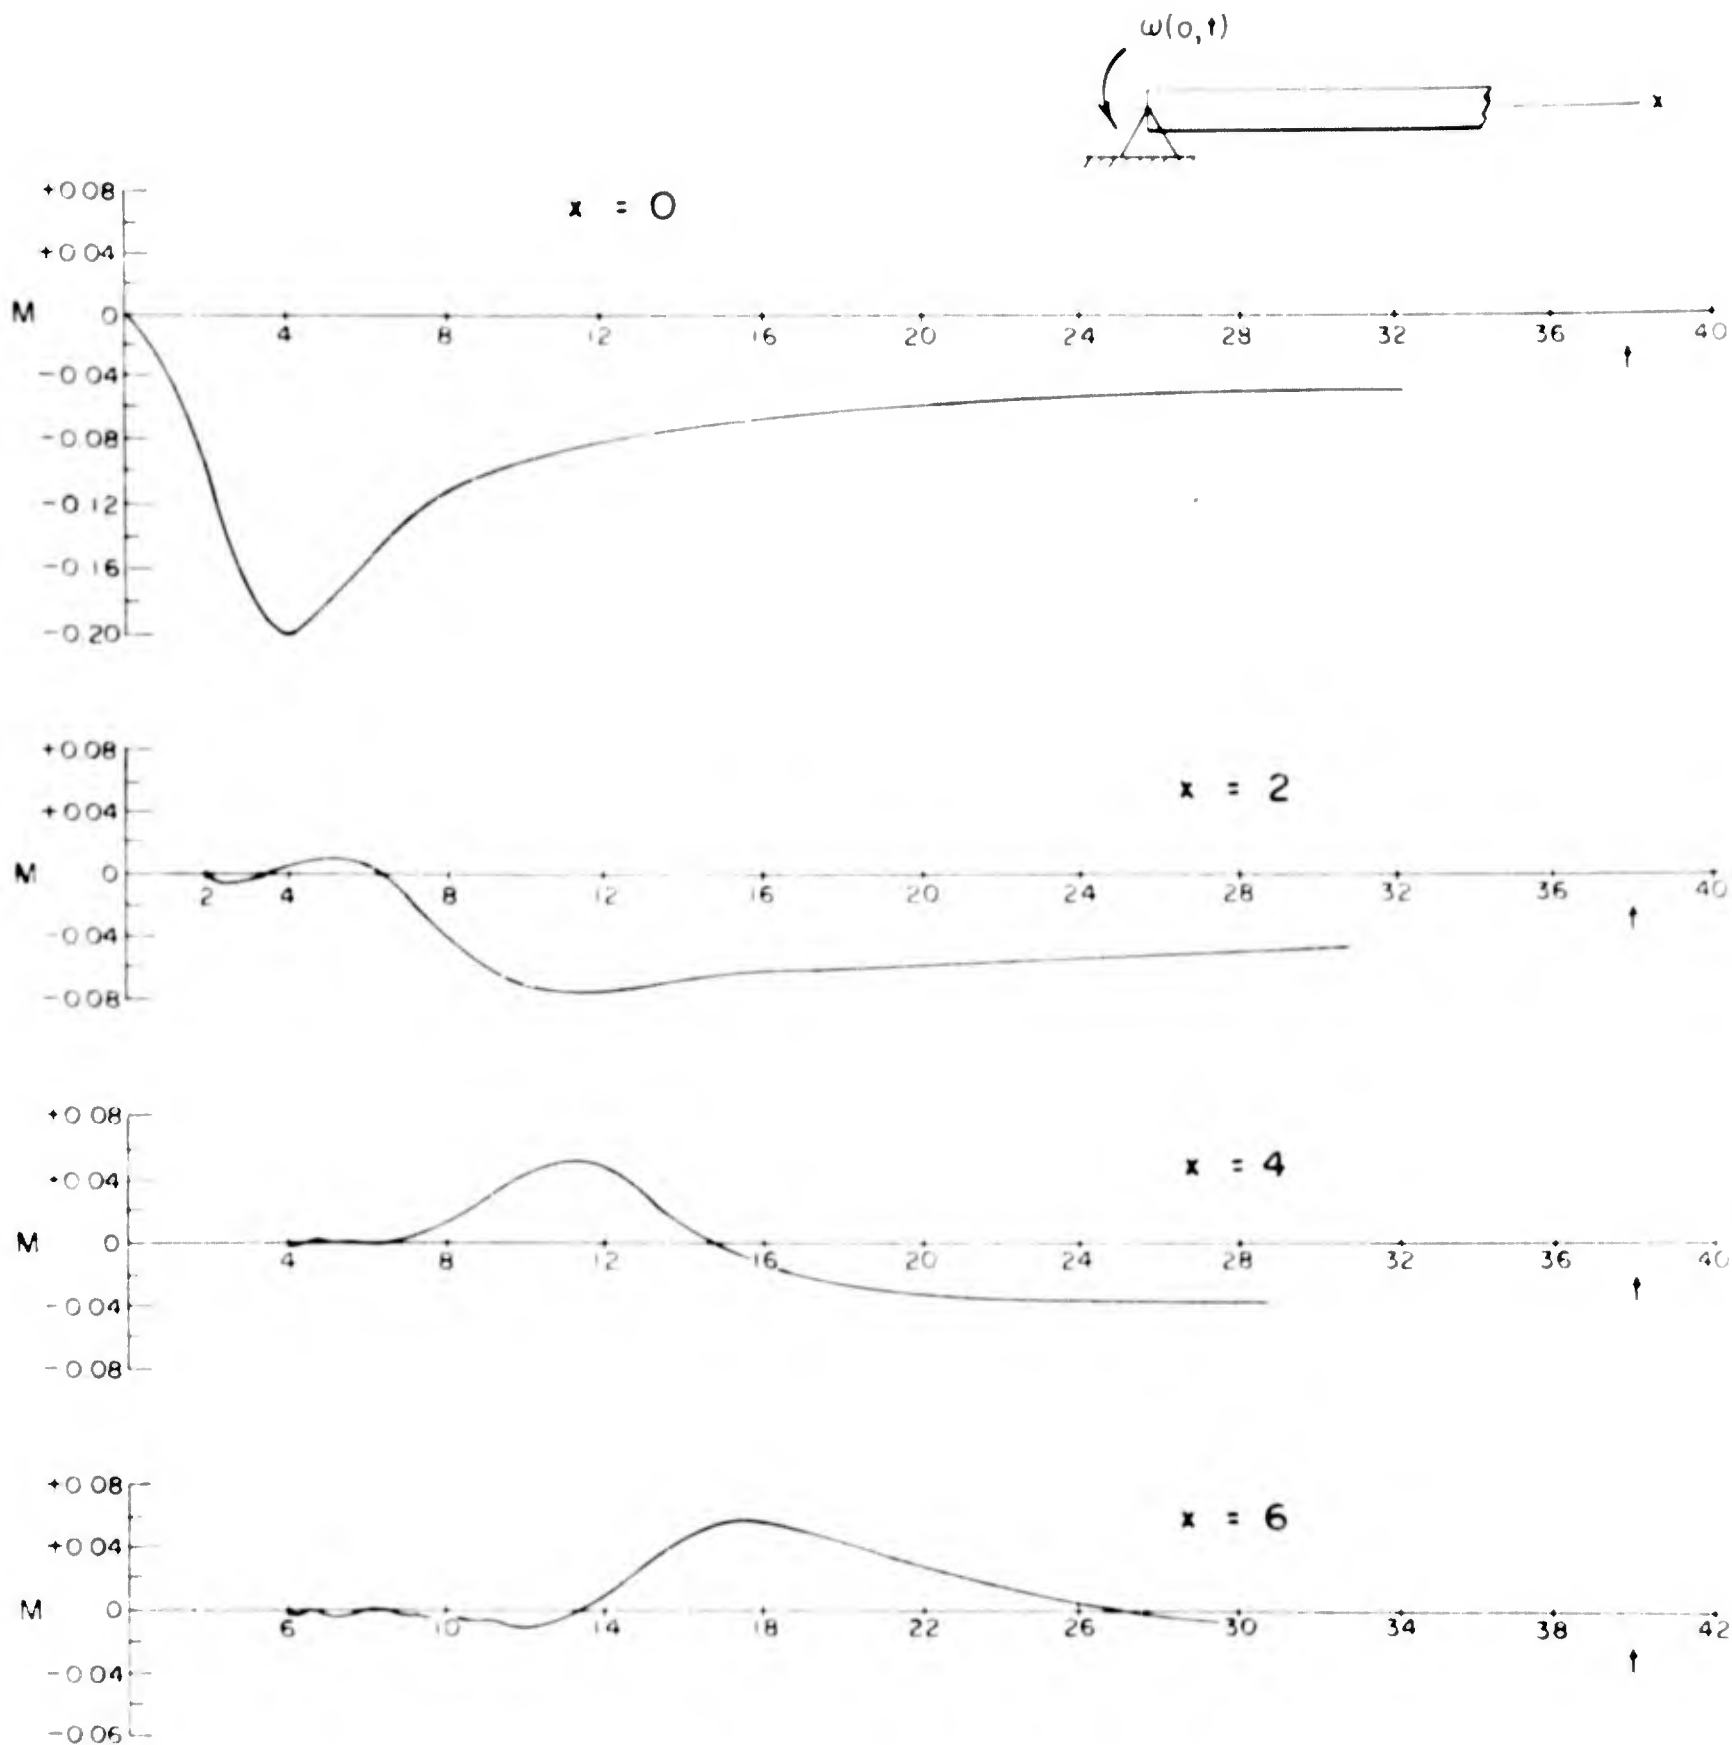 ω(0,t)
x
x = 0
+0.08
+0.04
M 0
4 8 12 16 20 24 28 32 36 40
t
-0.04
-0.08
-0.12
-0.16
-0.20
x = 2
+0.08
+0.04
M 0
2 4 8 12 16 20 24 28 32 36 40
t
-0.04
-0.08
x = 4
+0.08
+0.04
M 0
4 8 12 16 20 24 28 32 36 40
t
-0.04
-0.08
x = 6
+0.08
+0.04
M 0
6 10 14 18 22 26 30 34 38 42
t
-0.04
-0.06